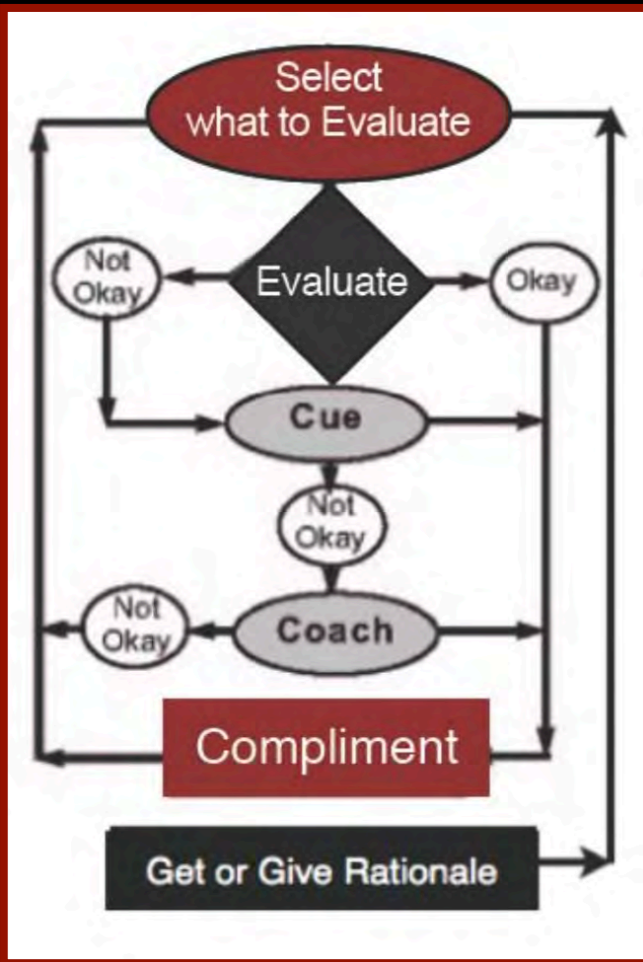 Select
what to Evaluate
Not
Okay
Evaluate
Okay
Cue
Not
Okay
Not
Okay
Coach
Compliment
Get or Give Rationale